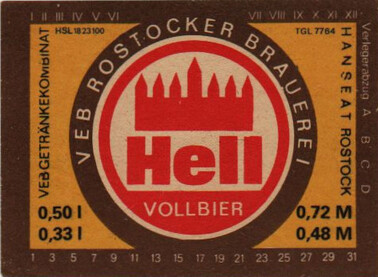 I II III IV V VI
VII VIII IX X XI XII
HSL 1823100
TGL 7764
VEB ROSTOCKER BRAUEREI
VEB GETRÄNKEKOMBINAT
HANSEAT ROSTOCK
Verlegerabzug A B C D
Hell
VOLLBIER
0,50 l
0,33 l
0,72 M
0,48 M
1 3 5 7 9 11 13 15 17 19 21 23 25 27 29 31